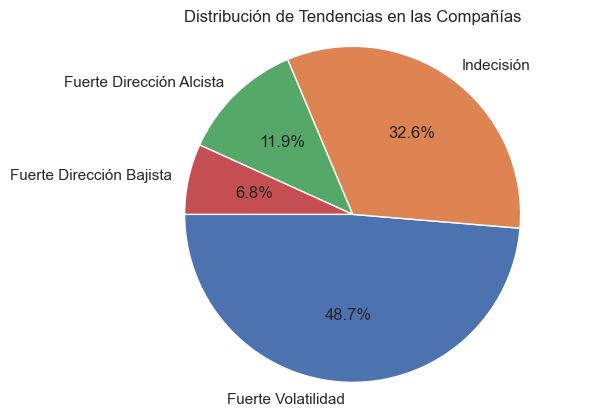 Distribución de Tendencias en las Compañías
Indecisión
Fuerte Dirección Alcista
32.6%
11.9%
Fuerte Dirección Bajista
6.8%
48.7%
Fuerte Volatilidad